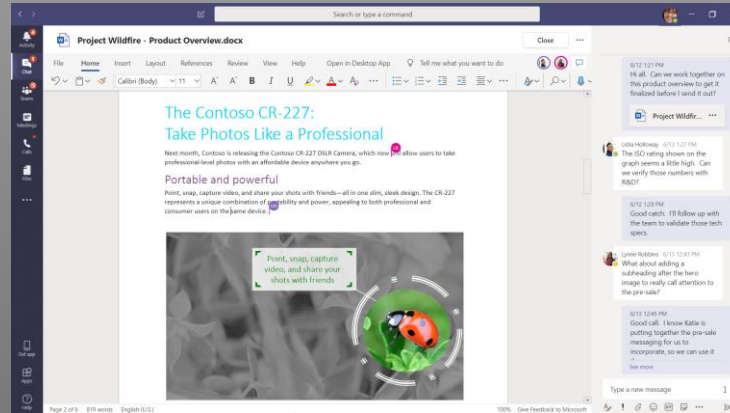 Search or type a command
Activity
Project Wildfire - Product Overview.docx
Close
Chat
File Home Insert Layout References Review View Help Open in Desktop App Tell me what you want to do
Teams
Calibri (Body) 11 A A B I U
Meetings
Calls
Files
The Contoso CR-227:
Take Photos Like a Professional
Next month, Contoso is releasing the Contoso CR-227 DSLR Camera, which now will allow users to take
professional-level photos with an affordable device anywhere you go.
Portable and powerful
Point, snap, capture video, and share your shots with friends—all in one slim, sleek design. The CR-227
represents a unique combination of portability and power, appealing to both professional and
consumer users on the same device.
Point, snap, capture
video, and share your
shots with friends
Get app
Apps
Help
Page 2 of 6 819 words English (U.S.) 100% Give Feedback to Microsoft
6/12 1:21 PM
Hi all. Can we work together on
this product overview to get it
finalized before I send it out?
Project Wildfir...
Lidia Holloway 6/12 1:27 PM
The ISO rating shown on the
graph seems a little high. Can
we verify those numbers with
R&D?
6/12 1:28 PM
Good catch. I'll follow up with
the team to validate those tech
specs.
Lynne Robbins 6/13 12:43 PM
What about adding a
subheading after the hero
image to really call attention to
the pre-sale?
6/13 12:45 PM
Good call. I know Katie is
putting together the pre-sale
messaging for us to
incorporate, so we can use it
See more
Type a new message